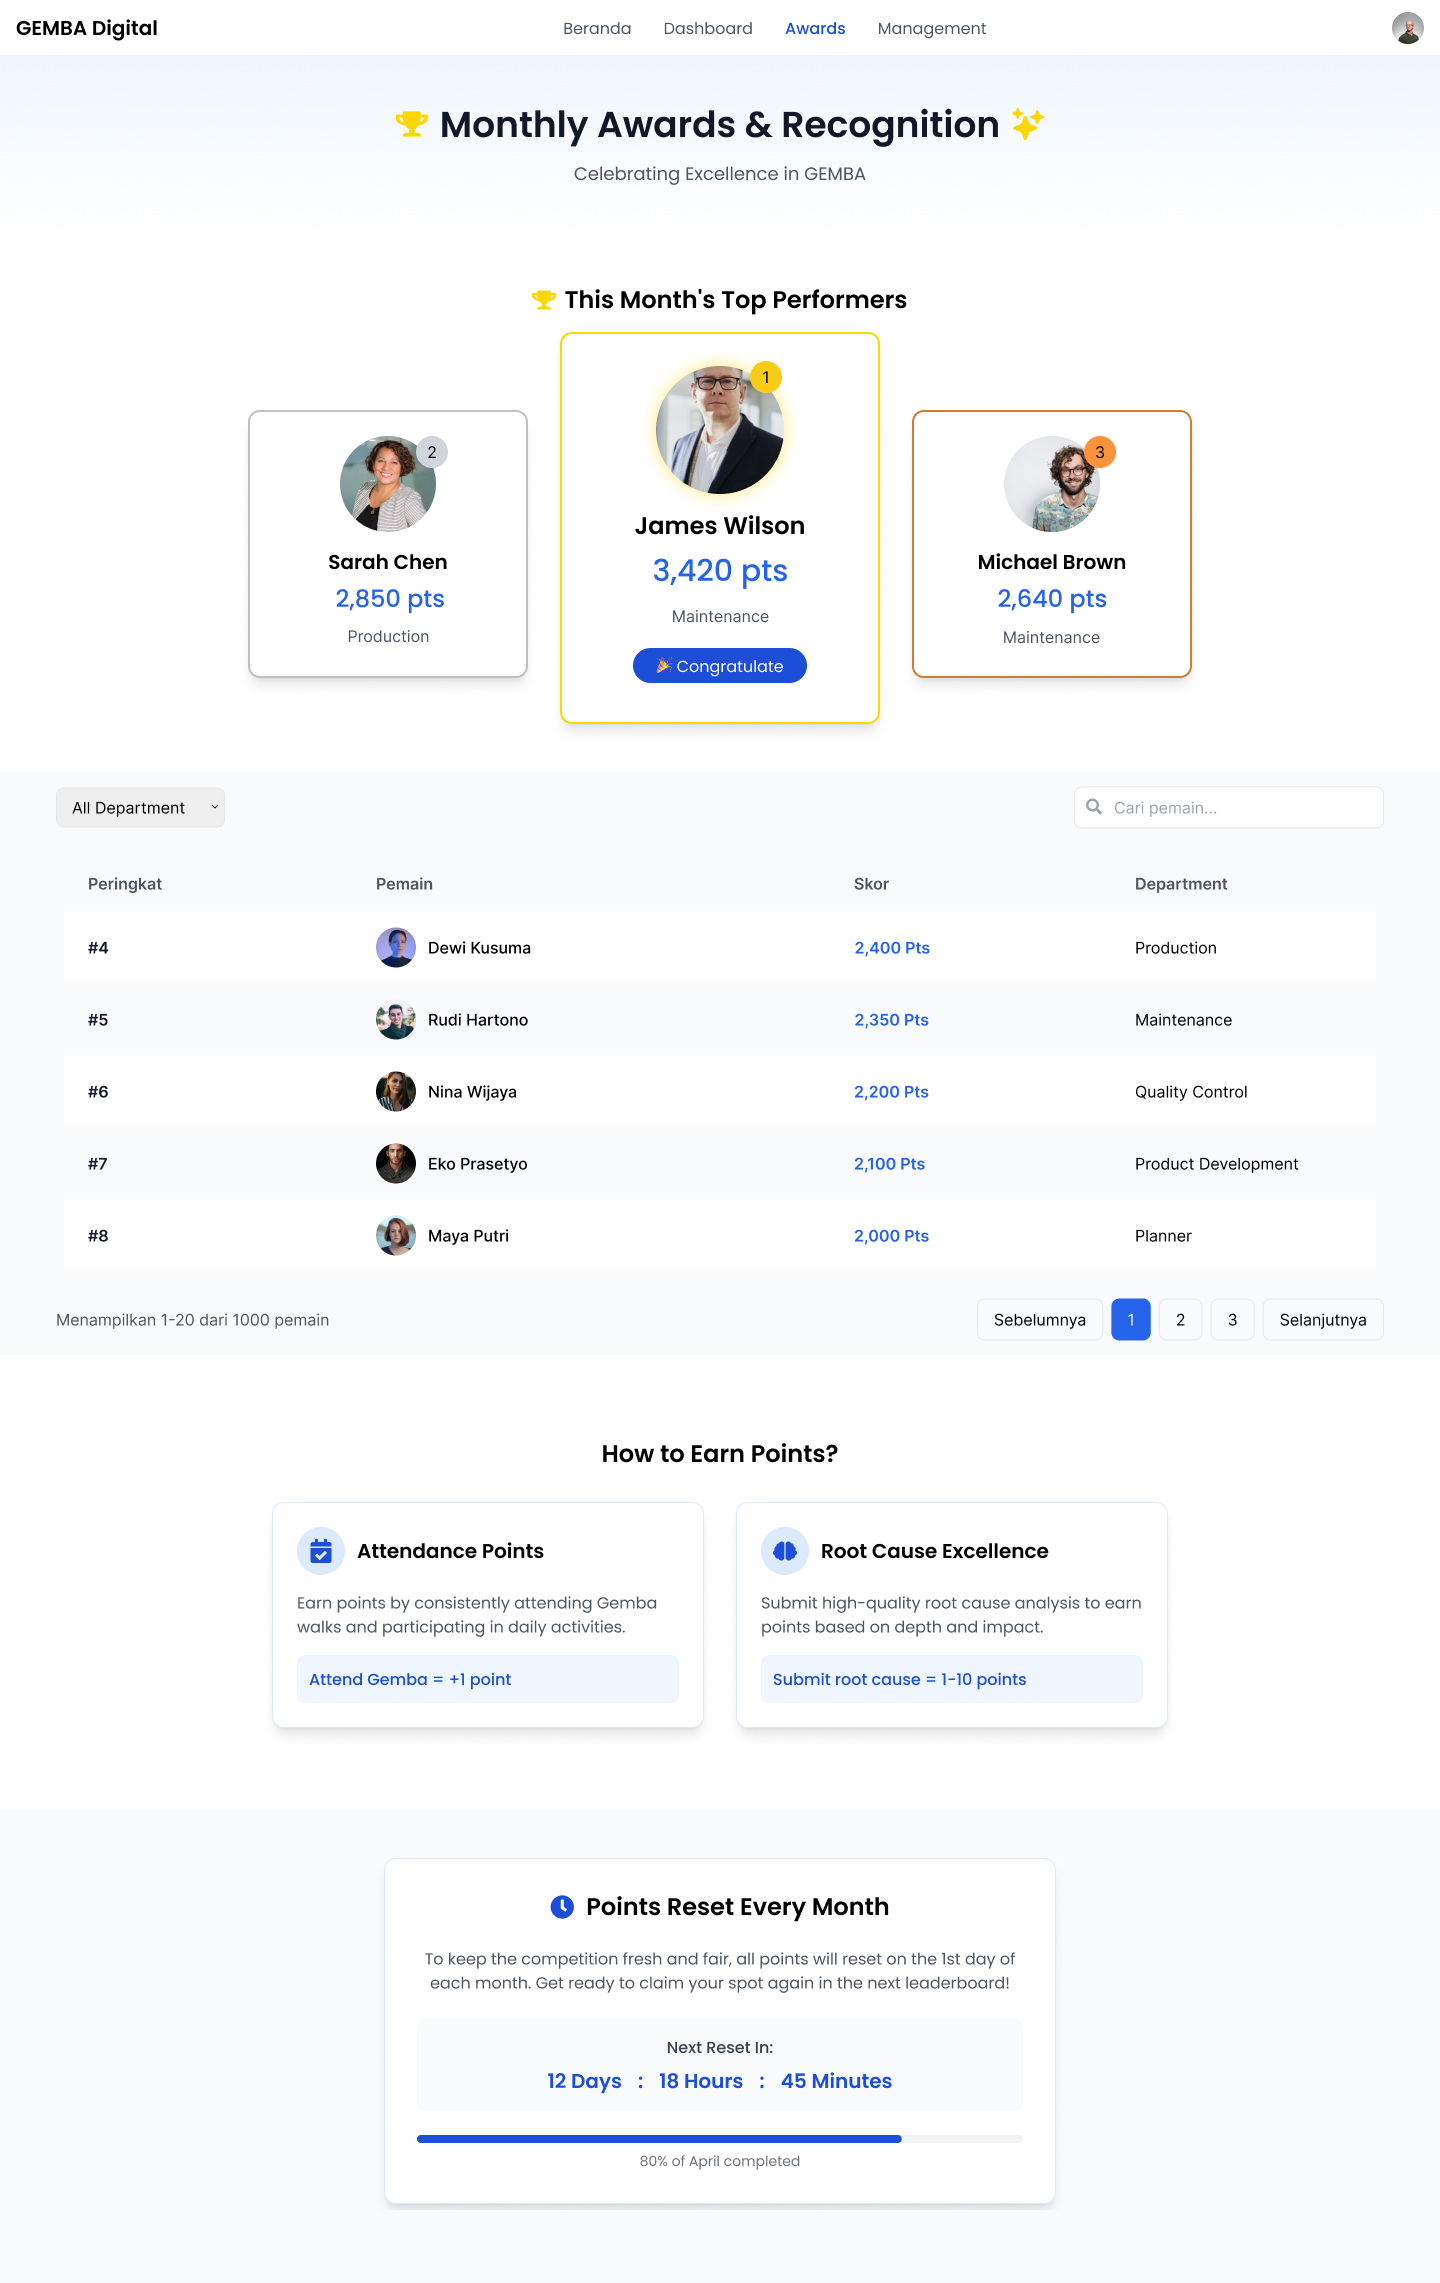 GEMBA Digital
Beranda Dashboard Awards Management
Monthly Awards & Recognition
Celebrating Excellence in GEMBA
This Month's Top Performers
2
Sarah Chen
2,850 pts
Production
1
James Wilson
3,420 pts
Maintenance
Congratulate
3
Michael Brown
2,640 pts
Maintenance
All Department
Cari pemain...
Peringkat Pemain Skor Department
#4 Dewi Kusuma 2,400 Pts Production
#5 Rudi Hartono 2,350 Pts Maintenance
#6 Nina Wijaya 2,200 Pts Quality Control
#7 Eko Prasetyo 2,100 Pts Product Development
#8 Maya Putri 2,000 Pts Planner
Menampilkan 1-20 dari 1000 pemain
Sebelumnya 1 2 3 Selanjutnya
How to Earn Points?
Attendance Points
Earn points by consistently attending Gemba
walks and participating in daily activities.
Attend Gemba = +1 point
Root Cause Excellence
Submit high-quality root cause analysis to earn
points based on depth and impact.
Submit root cause = 1-10 points
Points Reset Every Month
To keep the competition fresh and fair, all points will reset on the 1st day of
each month. Get ready to claim your spot again in the next leaderboard!
Next Reset In:
12 Days : 18 Hours : 45 Minutes
80% of April completed